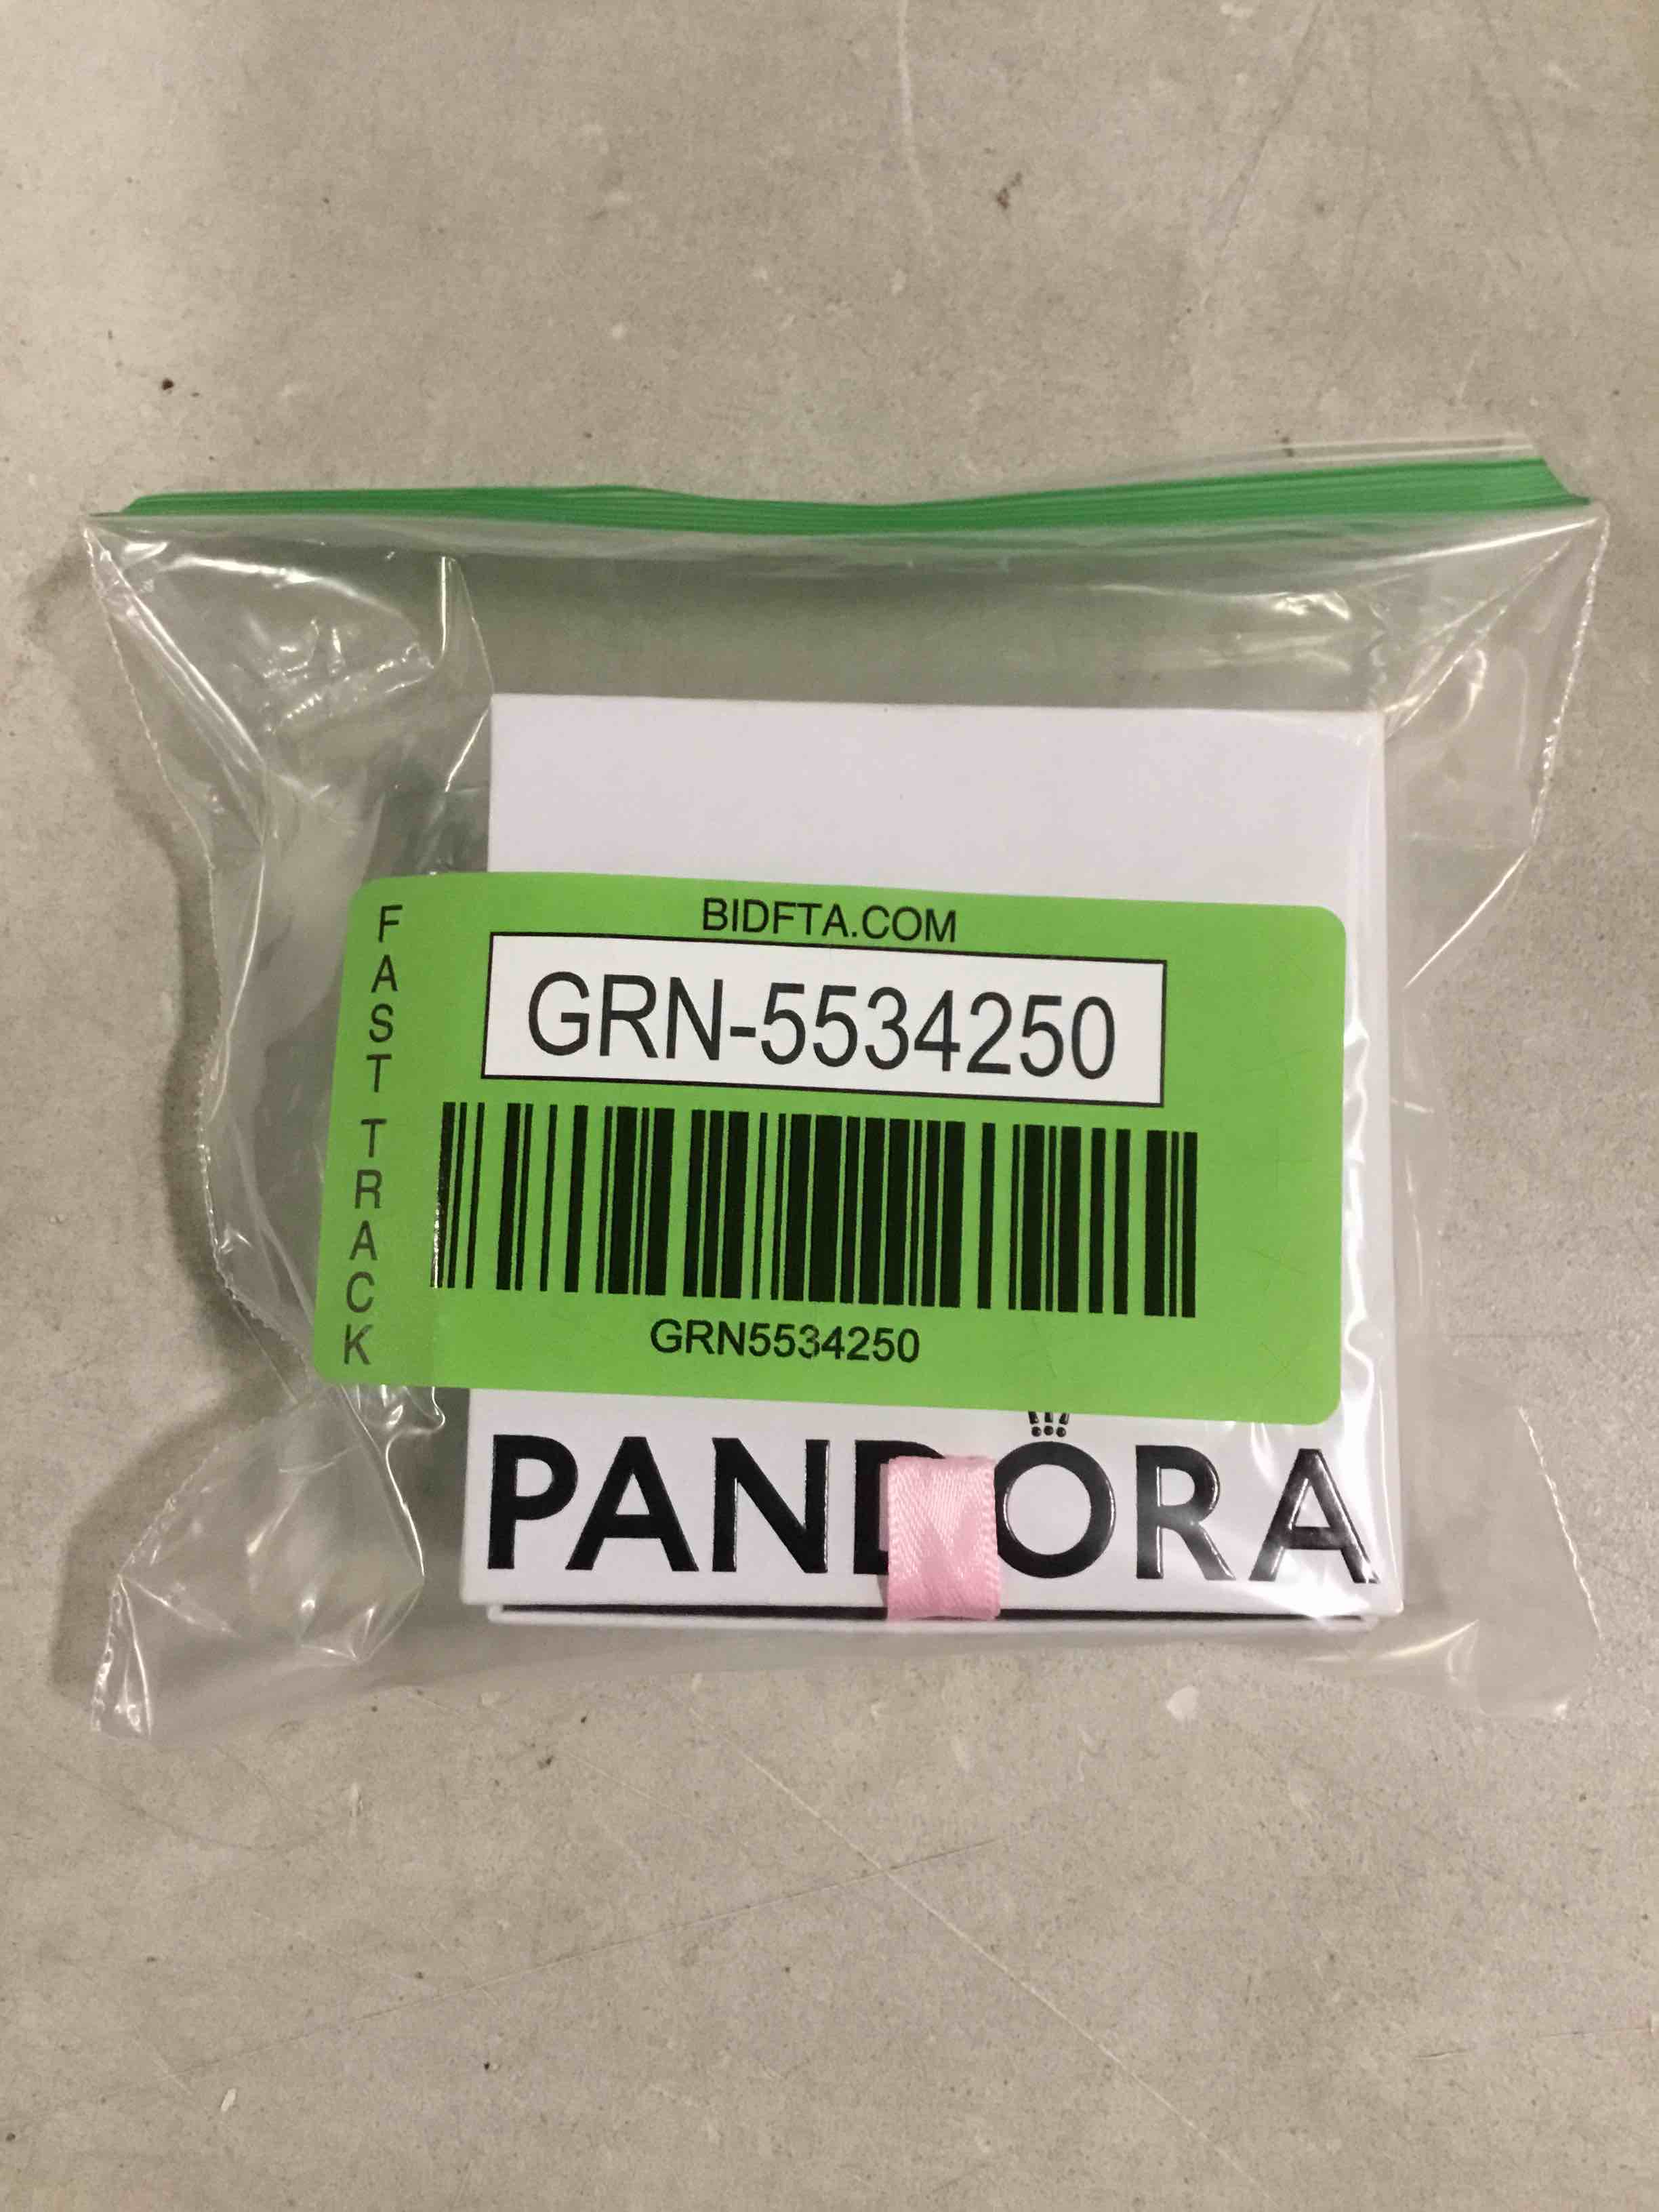 BIDFTA.COM
GRN-5534250
FAST TRACK
GRN5534250
PANDORA